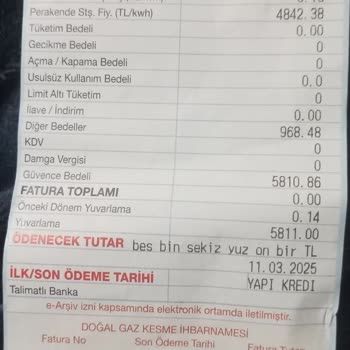 Perakende Stş. Fiy. (TL/kwh) 4842.38
Tüketim Bedeli 0.00
Gecikme Bedeli 0
Açma / Kapama Bedeli 0
Usulsüz Kullanım Bedeli 0,0
Limit Altı Tüketim 0
İlave / İndirim 0.00
Diğer Bedeller 968.48
KDV 0
Damga Vergisi 0
Güvence Bedeli 5810.86
FATURA TOPLAMI 0,00
Önceki Dönem Yuvarlama 0.14
Yuvarlama 5811.00
ÖDENECEK TUTAR bes bin sekiz yuz on bir TL
11.03.2025
İLK/SON ÖDEME TARİHİ YAPI KREDI
Talimatlı Banka
e-Arşiv izni kapsamında elektronik ortamda iletilmiştir.
DOĞAL GAZ KESME İHBARNAMESİ
Fatura No Son Ödeme Tarihi Fatura